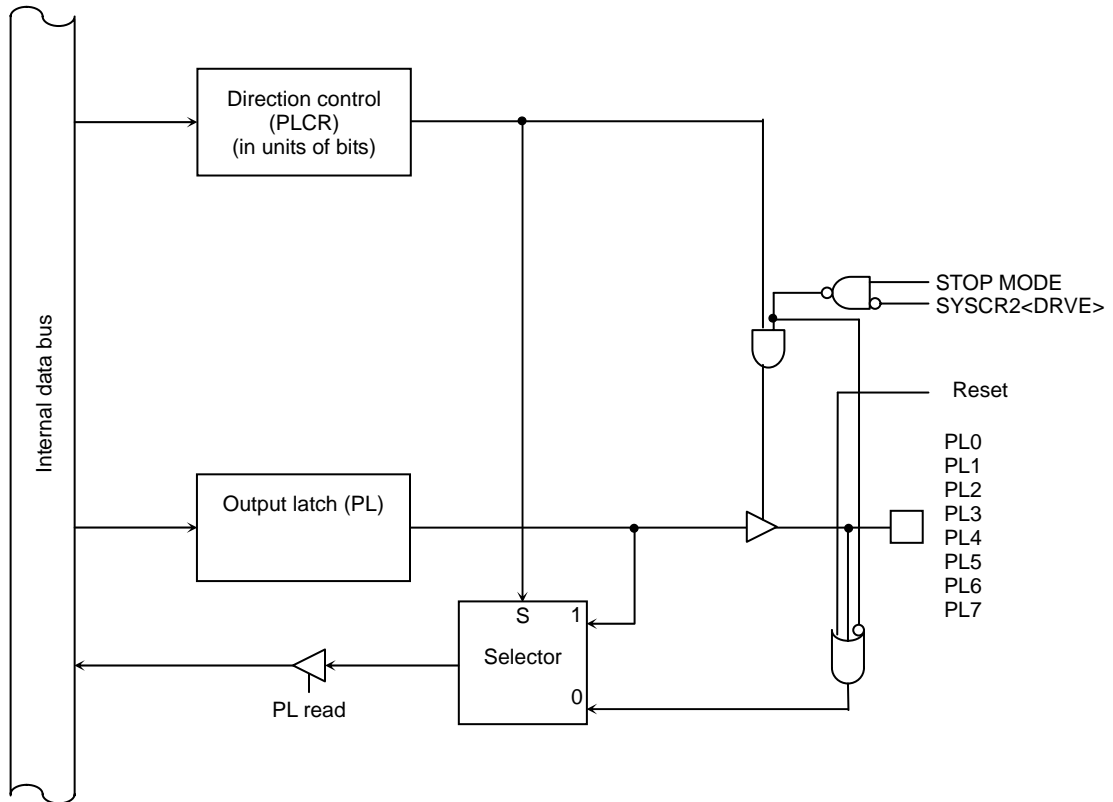 Internal data bus
Direction control
(PLCR)
(in units of bits)
STOP MODE
SYSCR2<DRVE>
Reset
PL0
PL1
PL2
PL3
PL4
PL5
PL6
PL7
Output latch (PL)
S
1
Selector
0
PL read